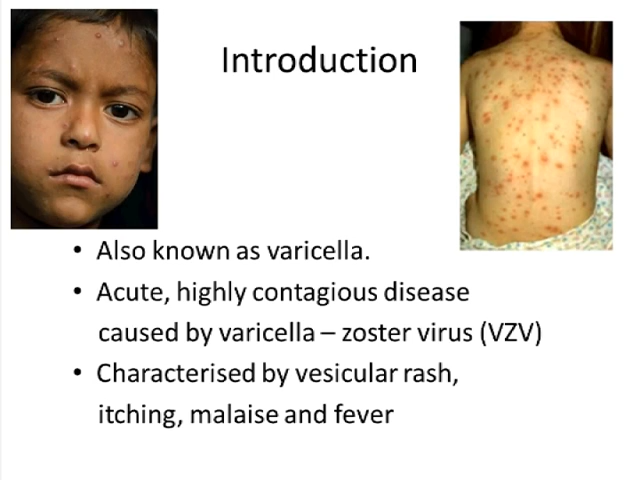 Introduction
• Also known as varicella.
• Acute, highly contagious disease
caused by varicella – zoster virus (VZV)
• Characterised by vesicular rash,
itching, malaise and fever